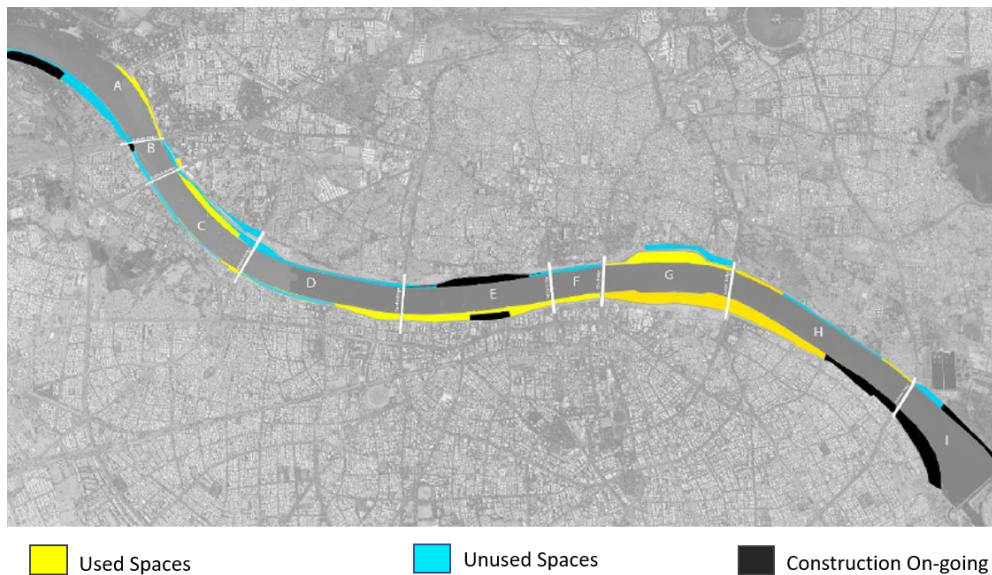 A
B
C
D
E
F
G
H
I
Used Spaces
Unused Spaces
Construction On-going